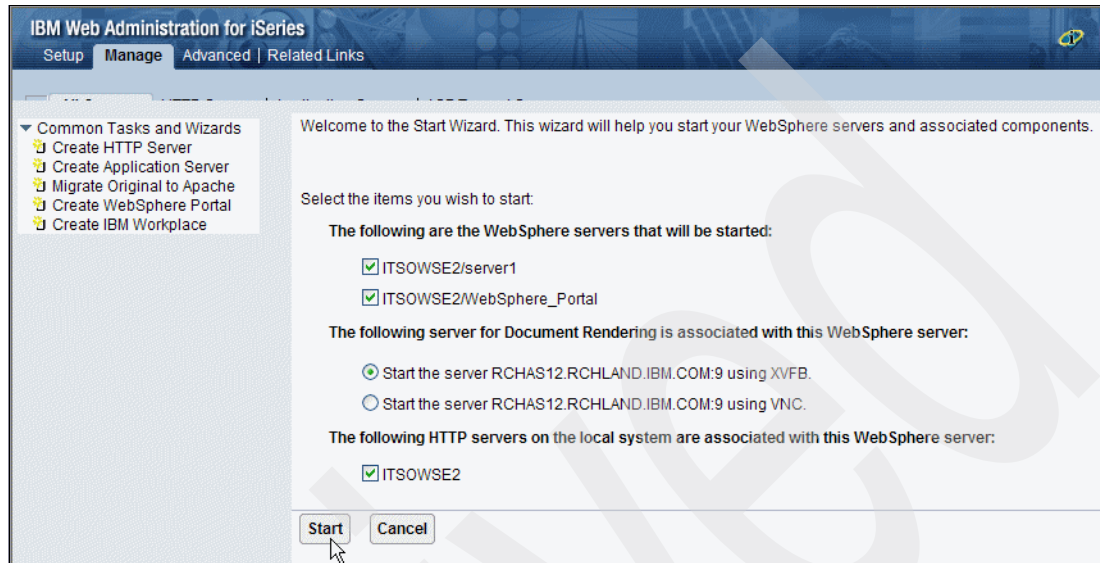 IBM Web Administration for iSeries
Setup Manage Advanced | Related Links
Common Tasks and Wizards
Create HTTP Server
Create Application Server
Migrate Original to Apache
Create WebSphere Portal
Create IBM Workplace
Welcome to the Start Wizard. This wizard will help you start your WebSphere servers and associated components.
Select the items you wish to start:
The following are the WebSphere servers that will be started:
ITSOWSE2/server1
ITSOWSE2/WebSphere_Portal
The following server for Document Rendering is associated with this WebSphere server:
Start the server RCHAS12.RCHLAND.IBM.COM:9 using XVFB.
Start the server RCHAS12.RCHLAND.IBM.COM:9 using VNC.
The following HTTP servers on the local system are associated with this WebSphere server:
ITSOWSE2
Start Cancel